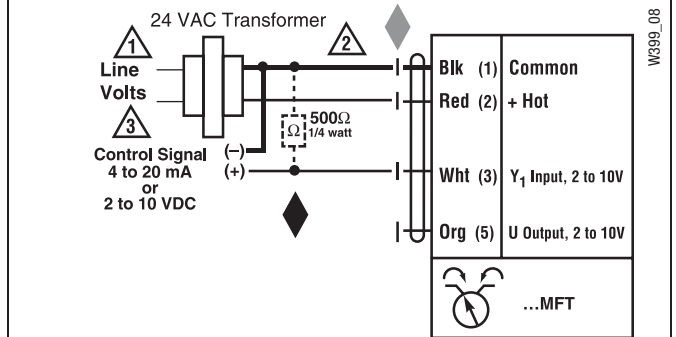 24 VAC Transformer
W399_08
1
2
Line
Volts
Blk (1) Common
Red (2) + Hot
3
500Ω
Ω 1/4 watt
Control Signal (–)
4 to 20 mA (+)
or
2 to 10 VDC
Wht (3) Y₁ Input, 2 to 10V
Org (5) U Output, 2 to 10V
...MFT